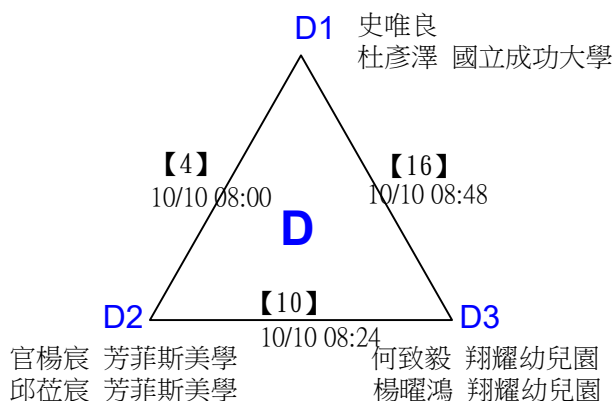 D1 史唯良
杜彥澤 國立成功大學
【4】 【16】
10/10 08:00 10/10 08:48
D
【10】
D2 D3
10/10 08:24
官楊宸 芳菲斯美學 何致毅 翔耀幼兒園
邱莅宸 芳菲斯美學 楊曜鴻 翔耀幼兒園